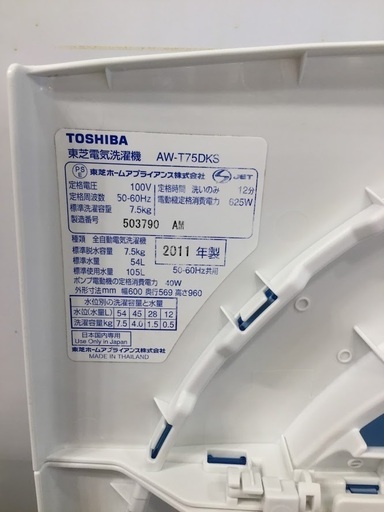 TOSHIBA
東芝電気洗濯機 AW-T75DKS
PS E 東芝ホームアプライアンス株式会社 JET
定格電圧 100V 定格時間 洗いのみ 12分
定格周波数 50-60Hz 電動機定格消費電力 625W
標準洗濯容量 7.5kg
製造番号 503790 AM
種類 全自動電気洗濯機
標準脱水容量 7.5kg 2011年製
標準水量 54L
標準使用水量 105L 50-60Hz共用
ポンプ電動機の定格消費電力 40W
外形寸法mm 幅600 奥行569 高さ960
水位別の洗濯容量と水量
水位(水量L) 54 45 28 12
洗濯容量kg 7.5 4.0 1.5 0.5
日本国内専用
Use Only in Japan
東芝ホームアプライアンス株式会社
MADE IN THAILAND